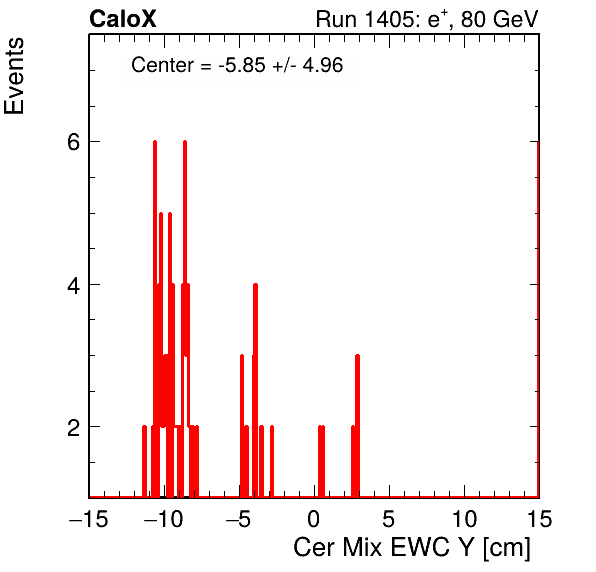 CaloX Run 1405: e⁺, 80 GeV
Center = -5.85 +/- 4.96
Events
6
4
2
−15 −10 −5 0 5 10 15
Cer Mix EWC Y [cm]